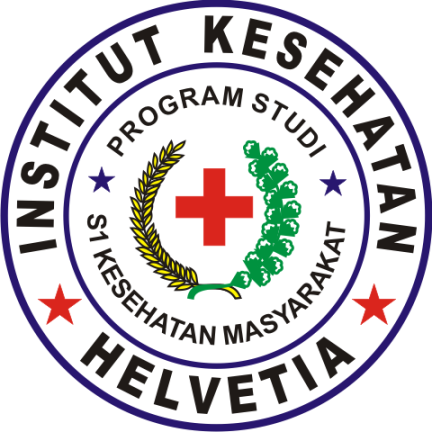 INSTITUT KESEHATAN
HELVETIA
PROGRAM STUDI
S1 KESEHATAN MASYARAKAT